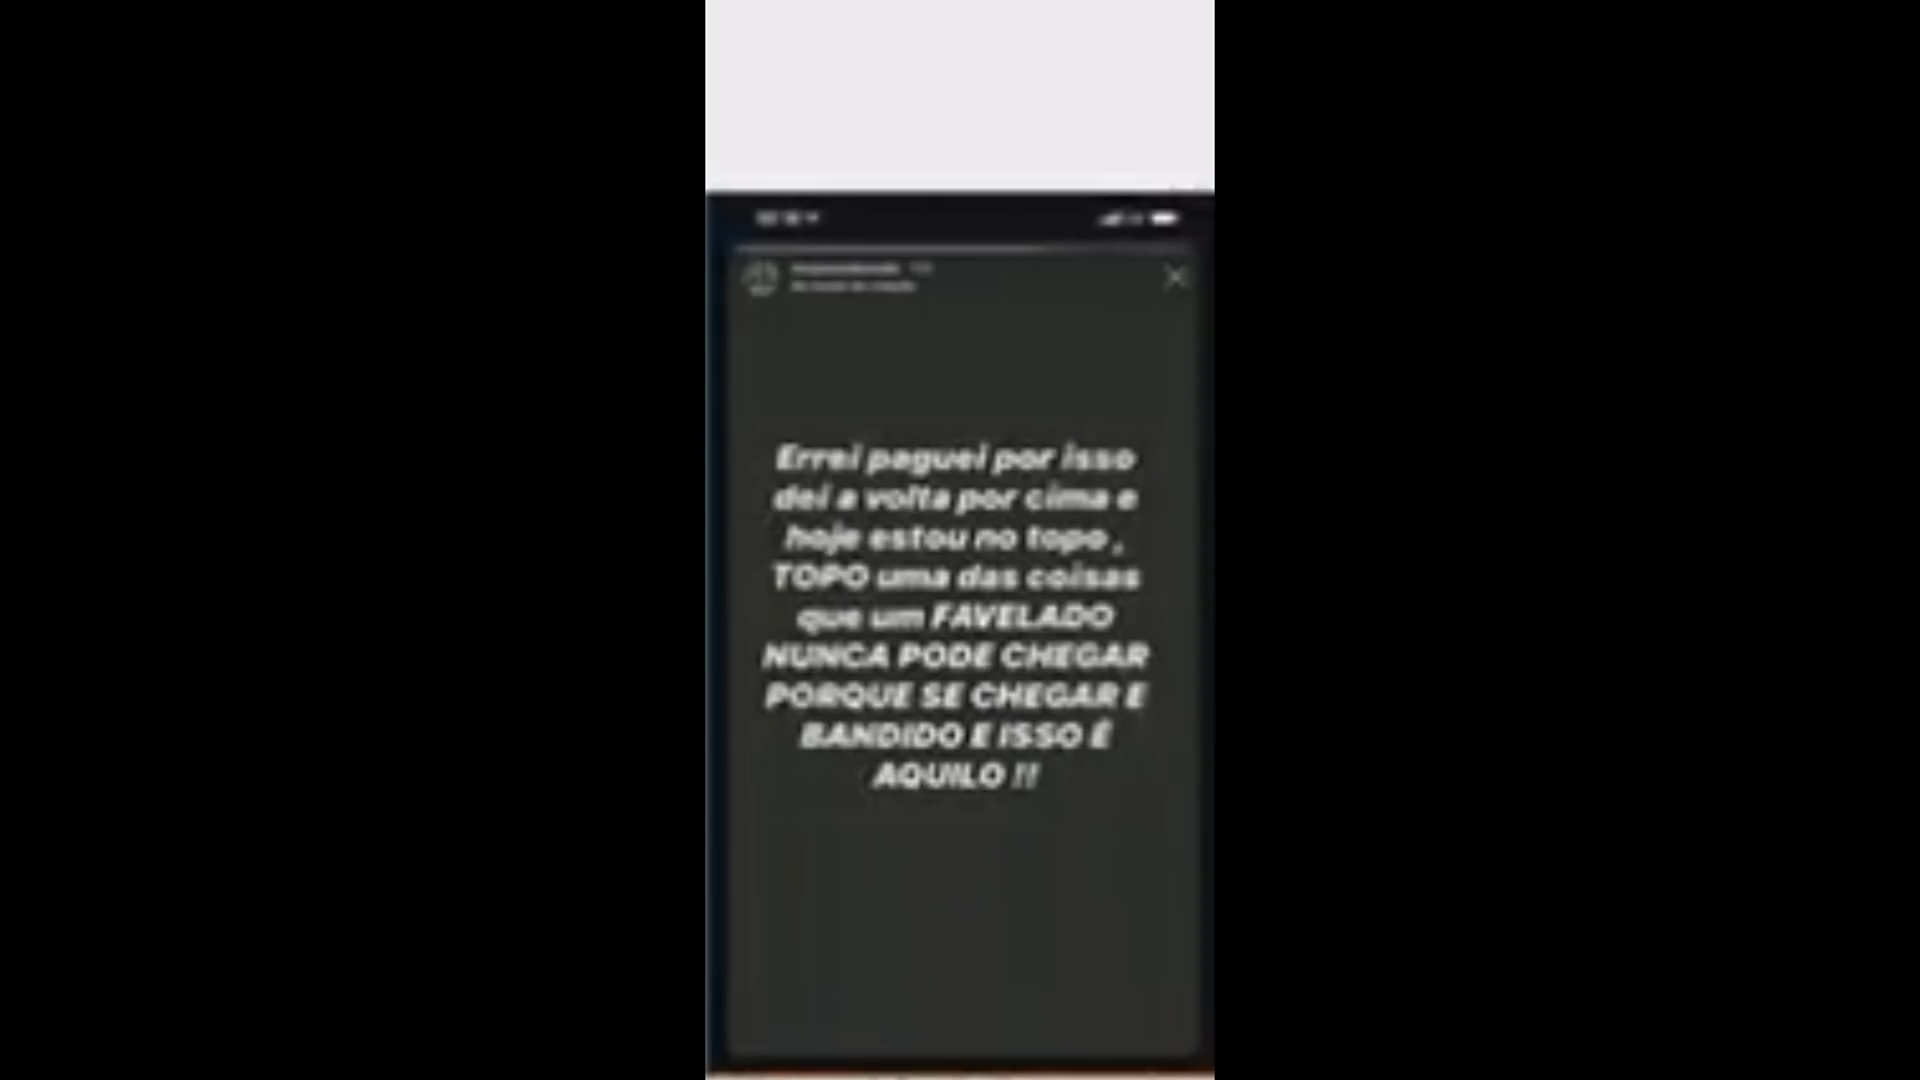 Errei paguei por isso
dei a volta por cima e
hoje estou no topo ,
TOPO uma das coisas
que um FAVELADO
NUNCA PODE CHEGAR
PORQUE SE CHEGAR E
BANDIDO E ISSO É
AQUILO !!